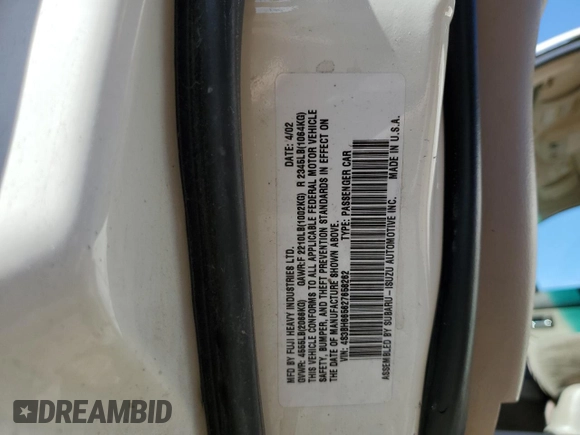 MFD BY FUJI HEAVY INDUSTRIES LTD. DATE: 4/02
GVWR: 4555LB(2066KG) GAWR:F 2210LB(1002KG) R 2345LB(1064KG)
THIS VEHICLE CONFORMS TO ALL APPLICABLE FEDERAL MOTOR VEHICLE
SAFETY, BUMPER, AND THEFT PREVENTION STANDARDS IN EFFECT ON
THE DATE OF MANUFACTURE SHOWN ABOVE.
VIN: TYPE: PASSENGER CAR
ASSEMBLED BY SUBARU-ISUZU AUTOMOTIVE INC. MADE IN U.S.A.
DREAMBID